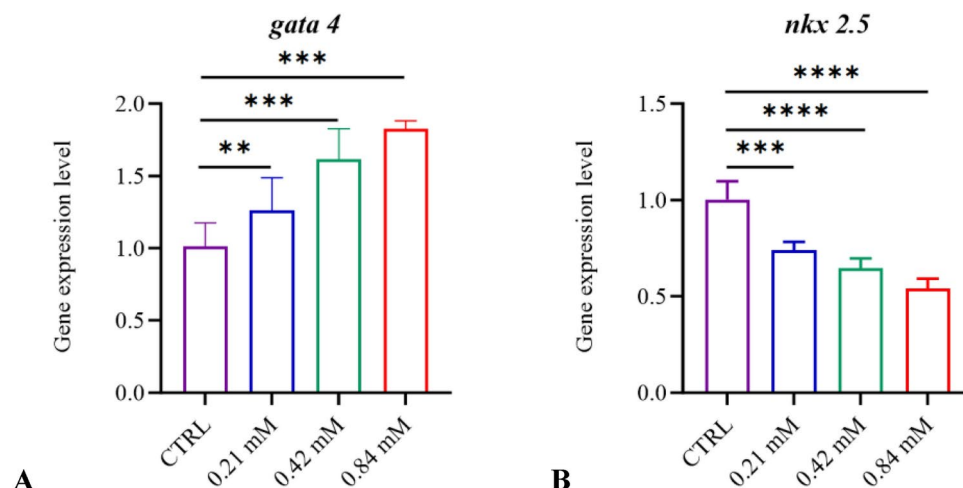 gata 4
***
***
**
2.0
1.5
1.0
0.5
0.0
Gene expression level
CTRL
0.21 mM
0.42 mM
0.84 mM
A
nkx 2.5
****
****
***
1.5
1.0
0.5
0.0
Gene expression level
CTRL
0.21 mM
0.42 mM
0.84 mM
B